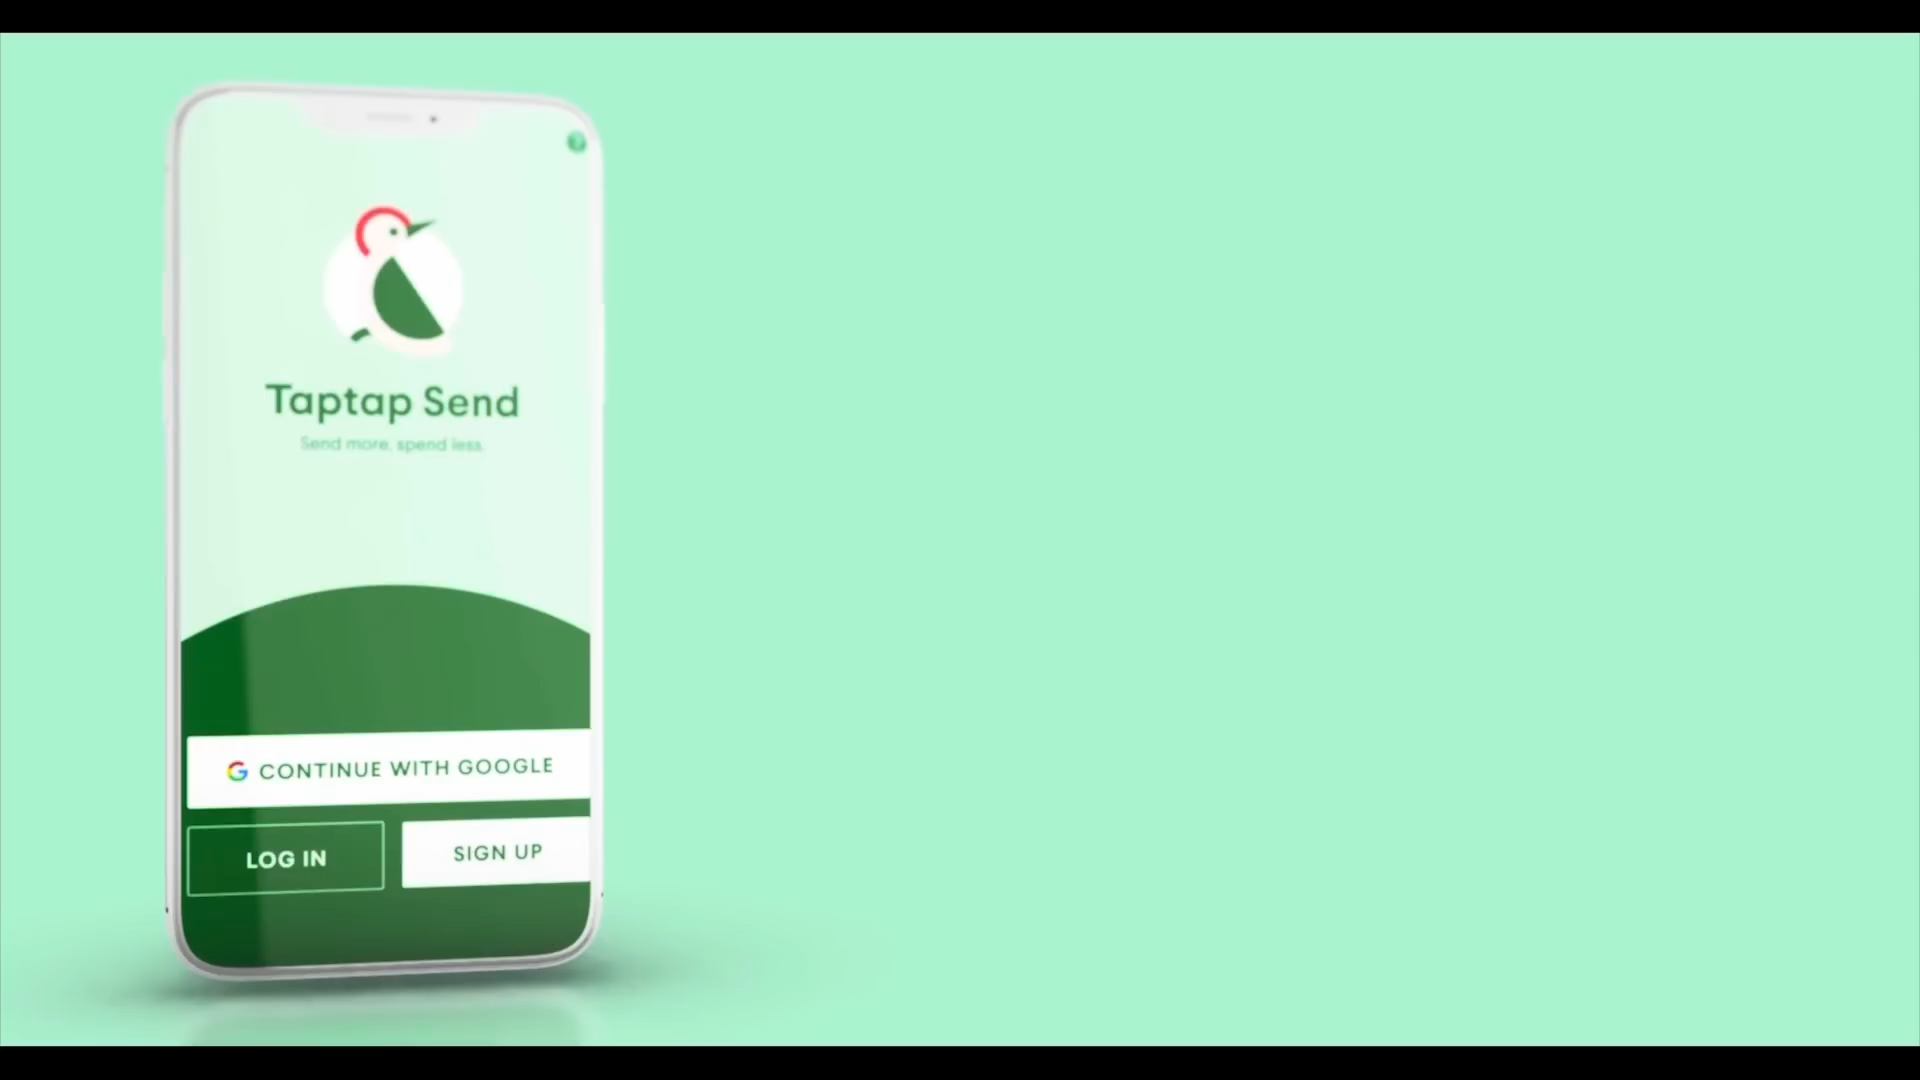 Taptap Send
Send more, spend less
CONTINUE WITH GOOGLE
LOG IN
SIGN UP